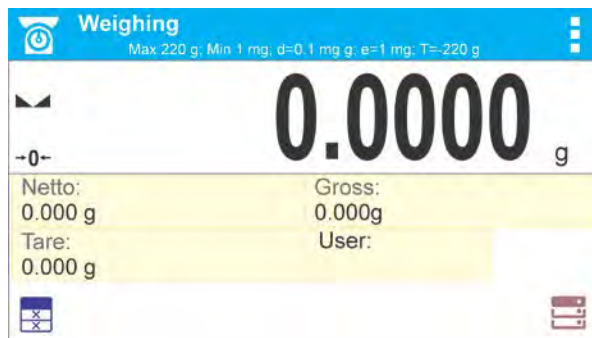 Weighing
Max 220 g; Min 1 mg; d=0.1 mg g; e=1 mg; T=-220 g
0.0000 g
→0←
Netto: Gross:
0.000 g 0.000g
Tare: User:
0.000 g